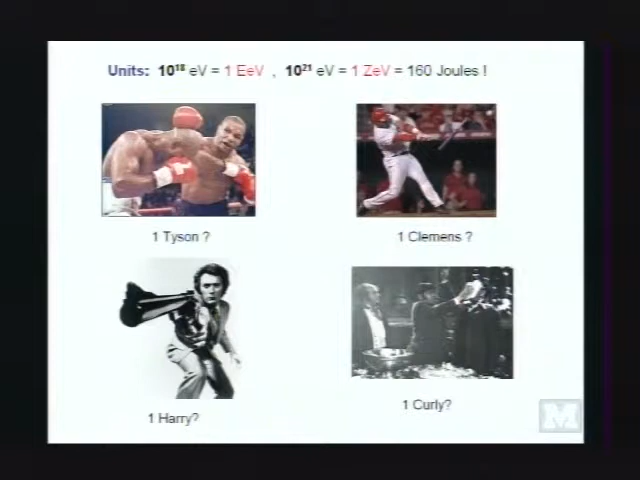 Units: 10¹⁸ eV = 1 EeV , 10²¹ eV = 1 ZeV = 160 Joules !
1 Tyson ?
1 Clemens ?
1 Harry?
1 Curly?
M